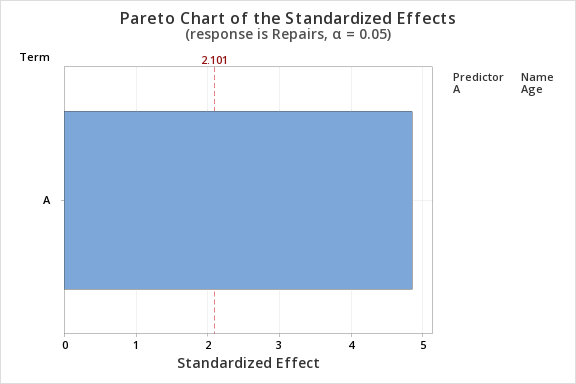 Pareto Chart of the Standardized Effects
(response is Repairs, α = 0.05)
Term
2.101
Predictor Name
A Age
A
0 1 2 3 4 5
Standardized Effect